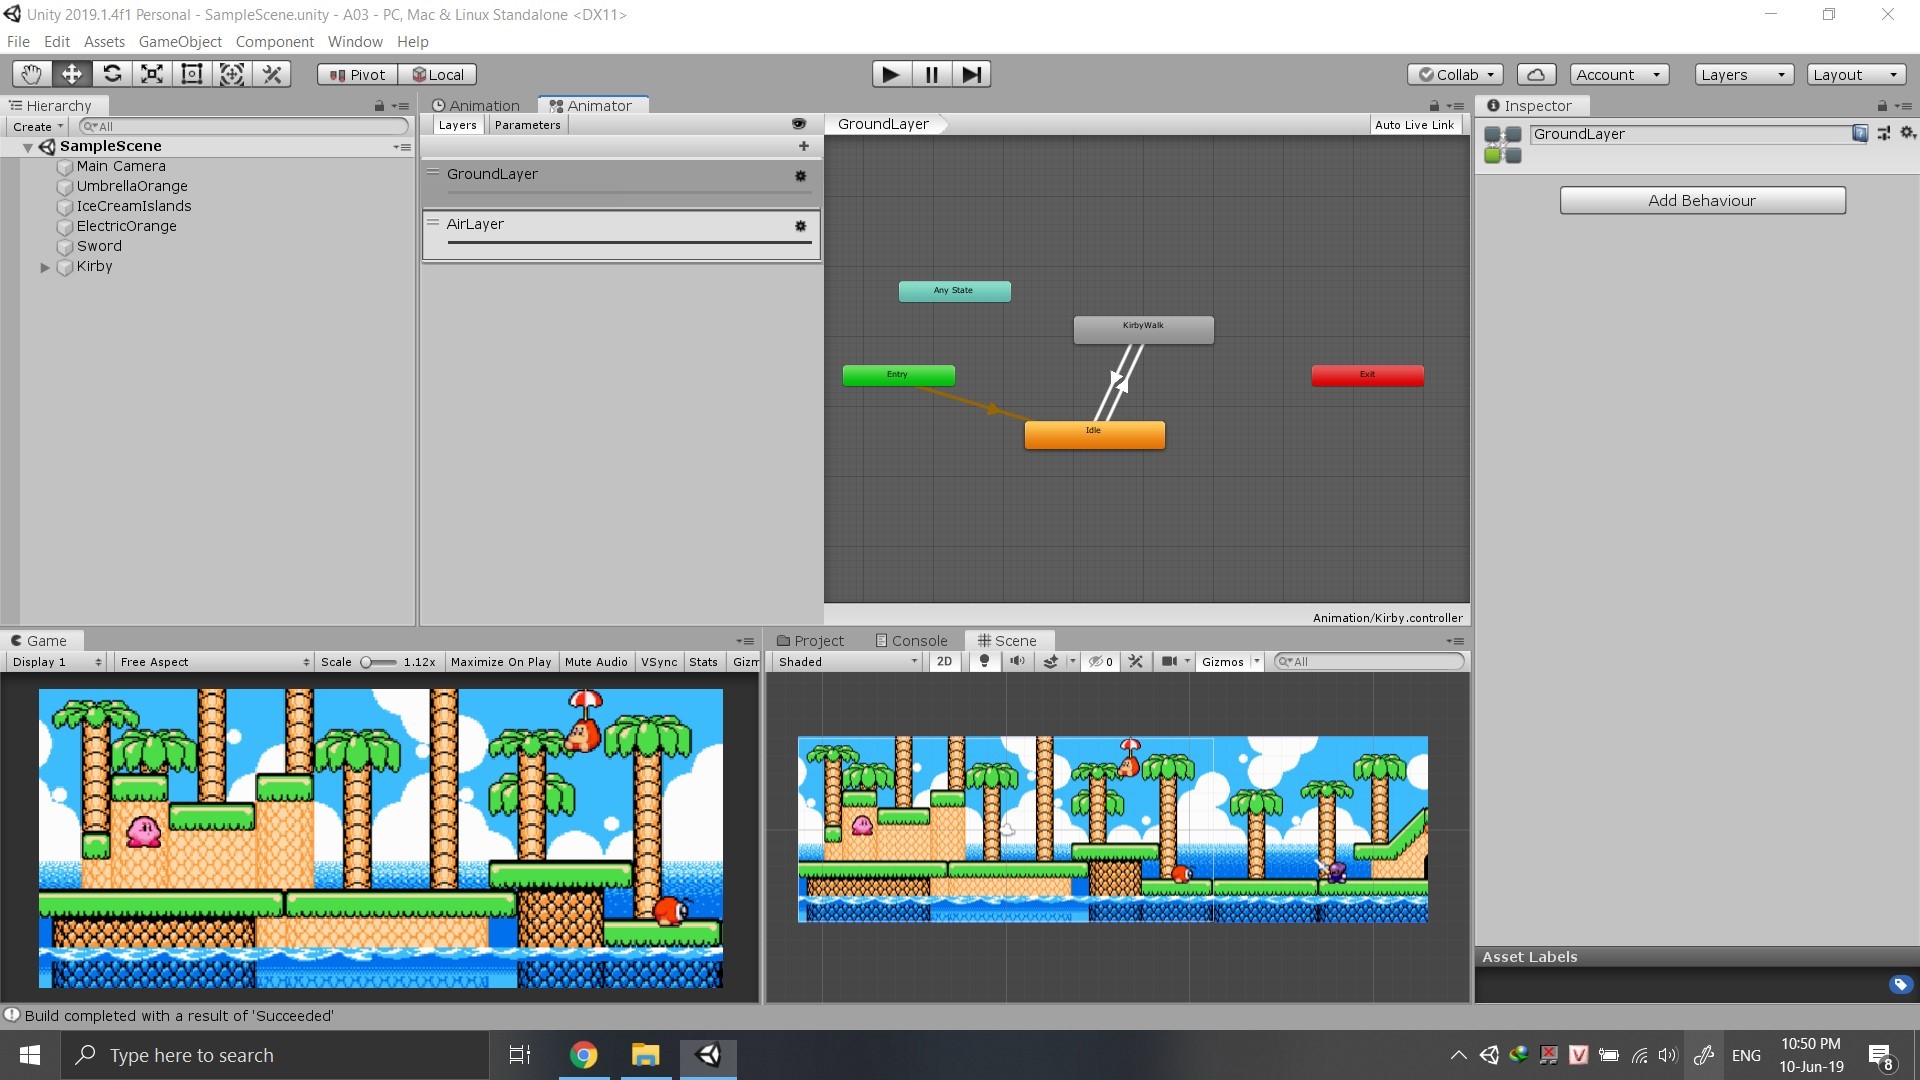 Unity 2019.1.4f1 Personal - SampleScene.unity - A03 - PC, Mac & Linux Standalone <DX11>
File Edit Assets GameObject Component Window Help
Pivot Local Collab Account Layers Layout
Hierarchy
Create All
SampleScene
Main Camera
UmbrellaOrange
IceCreamIslands
ElectricOrange
Sword
Kirby
Animation Animator
Layers Parameters
GroundLayer
AirLayer
GroundLayer Auto Live Link
Any State
KirbyWalk
Entry
Exit
Idle
Animation/Kirby.controller
Inspector
GroundLayer
Add Behaviour
Asset Labels
Game
Display 1 Free Aspect Scale 1.12x Maximize On Play Mute Audio VSync Stats Gizm
Project Console Scene
Shaded 2D 0 Gizmos All
Build completed with a result of 'Succeeded'
Type here to search
ENG
10:50 PM
10-Jun-19
8